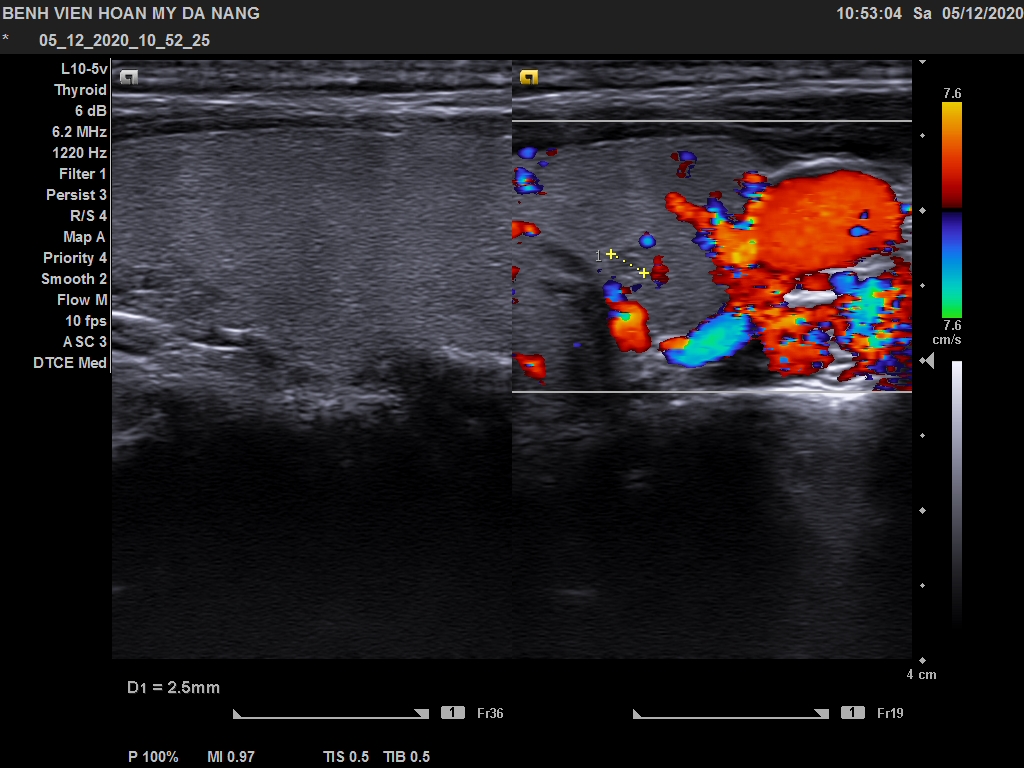 BENH VIEN HOAN MY DA NANG
10:53:04 Sa 05/12/2020
* 05_12_2020_10_52_25
L10-5v
Thyroid
6 dB
6.2 MHz
1220 Hz
Filter 1
Persist 3
R/S 4
Map A
Priority 4
Smooth 2
Flow M
10 fps
ASC 3
DTCE Med
7.6
7.6
cm/s
1
4 cm
D1 = 2.5mm
1 Fr36
1 Fr19
P 100% MI 0.97 TIS 0.5 TIB 0.5